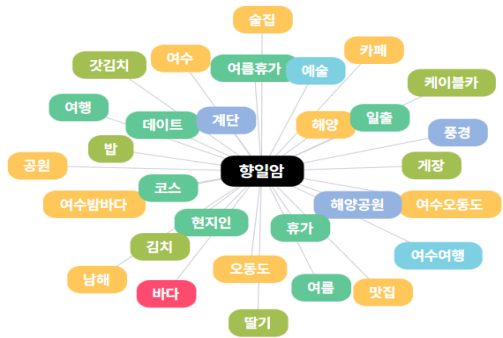 술집
카페
여수
갓김치
여름휴가
예술
케이블카
여행
데이트
계단
해양
일출
풍경
밥
공원
향일암
게장
코스
여수밤바다
해양공원
여수오동도
현지인
휴가
김치
여수여행
남해
바다
오동도
여름
맛집
딸기